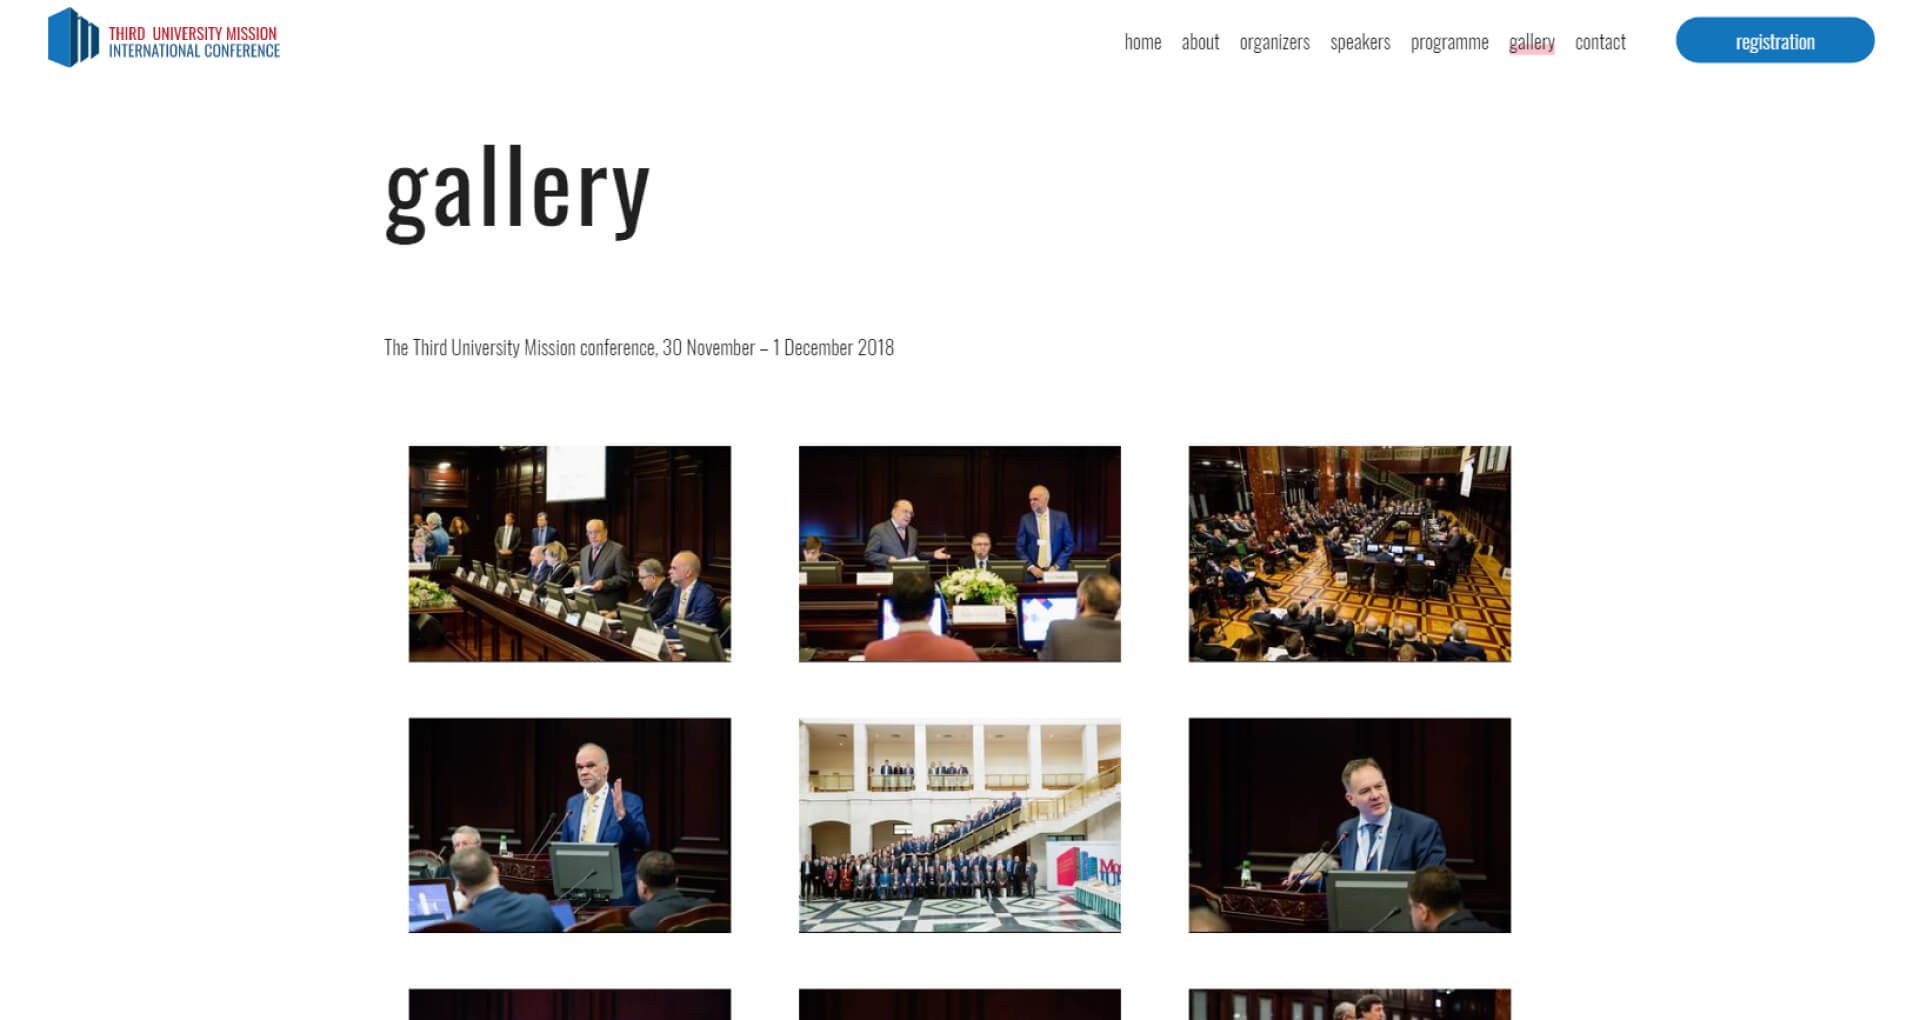 THIRD UNIVERSITY MISSION
INTERNATIONAL CONFERENCE
home about organizers speakers programme gallery contact registration
gallery
The Third University Mission conference, 30 November – 1 December 2018